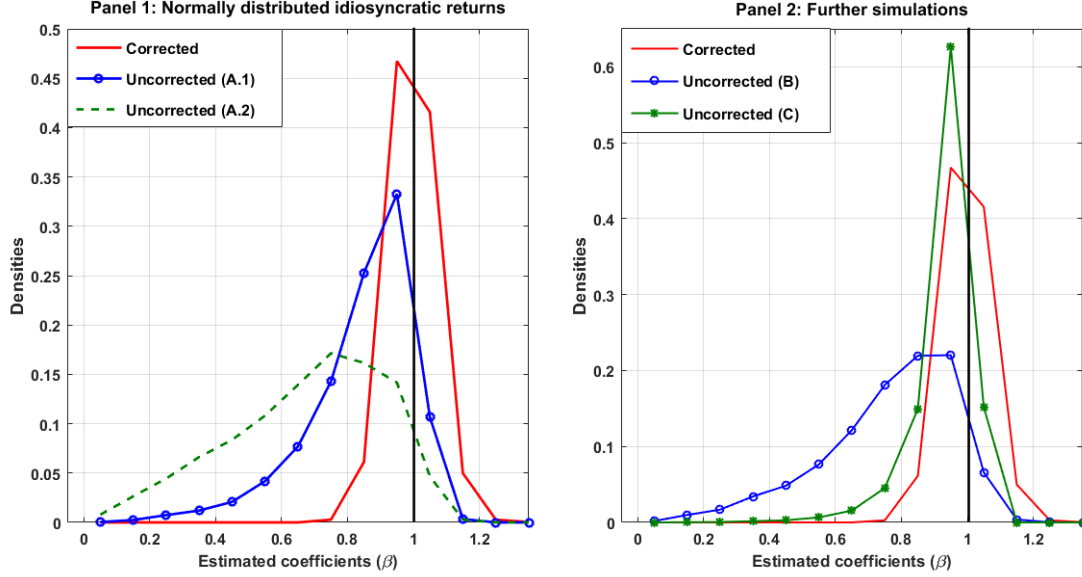 Panel 1: Normally distributed idiosyncratic returns
Corrected
Uncorrected (A.1)
Uncorrected (A.2)
Densities
0.5
0.45
0.4
0.35
0.3
0.25
0.2
0.15
0.1
0.05
0
0 0.2 0.4 0.6 0.8 1 1.2
Estimated coefficients (β)
Panel 2: Further simulations
Corrected
Uncorrected (B)
Uncorrected (C)
Densities
0.6
0.5
0.4
0.3
0.2
0.1
0
0 0.2 0.4 0.6 0.8 1 1.2
Estimated coefficients (β)